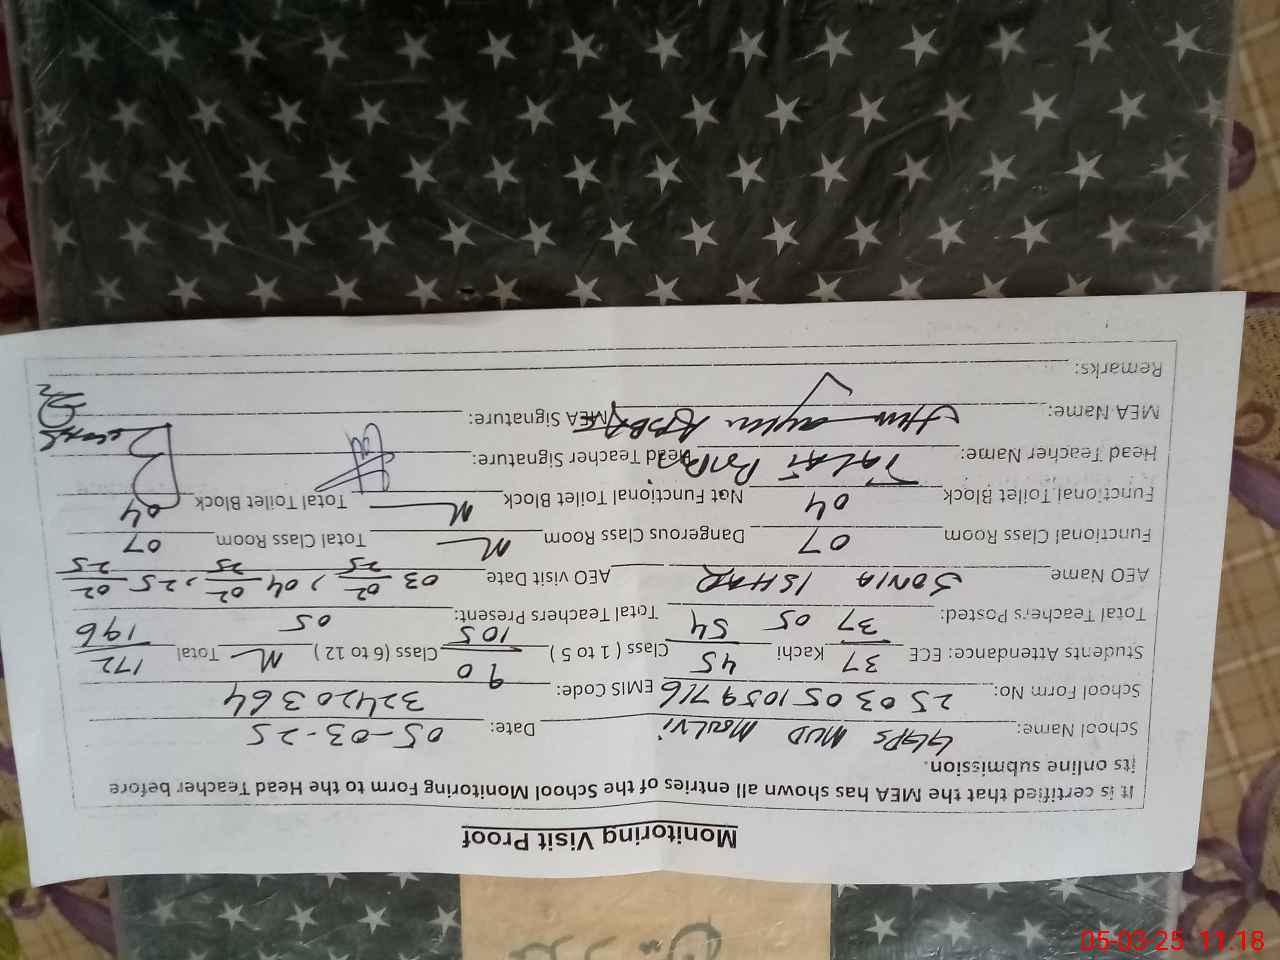 Monitoring Visit Proof
It is certified that the MEA has shown all entries of the School Monitoring Form to the Head Teacher before
its online submission.
School Name: GGPS MUD MOULVI Date: 05-03-25
School Form No: 2503051059716 EMIS Code: 32420364
Students Attendance: ECE 37/37 Kachi 45/54 Class ( 1 to 5 ) 90/105 Class (6 to 12 ) Total 172/196
Total Teachers Posted: 05 Total Teachers Present: 05
AEO Name SONIA ISHAQ AEO visit Date 03/02/25, 04/02/25, 25/02/25
Functional Class Room 07 Dangerous Class Room Total Class Room 07
Functional Toilet Block 04 Not Functional Toilet Block Total Toilet Block 04
Head Teacher Name: TALAT Head Teacher Signature:
MEA Name: MEA Signature:
Remarks:
05-03-25 11:18